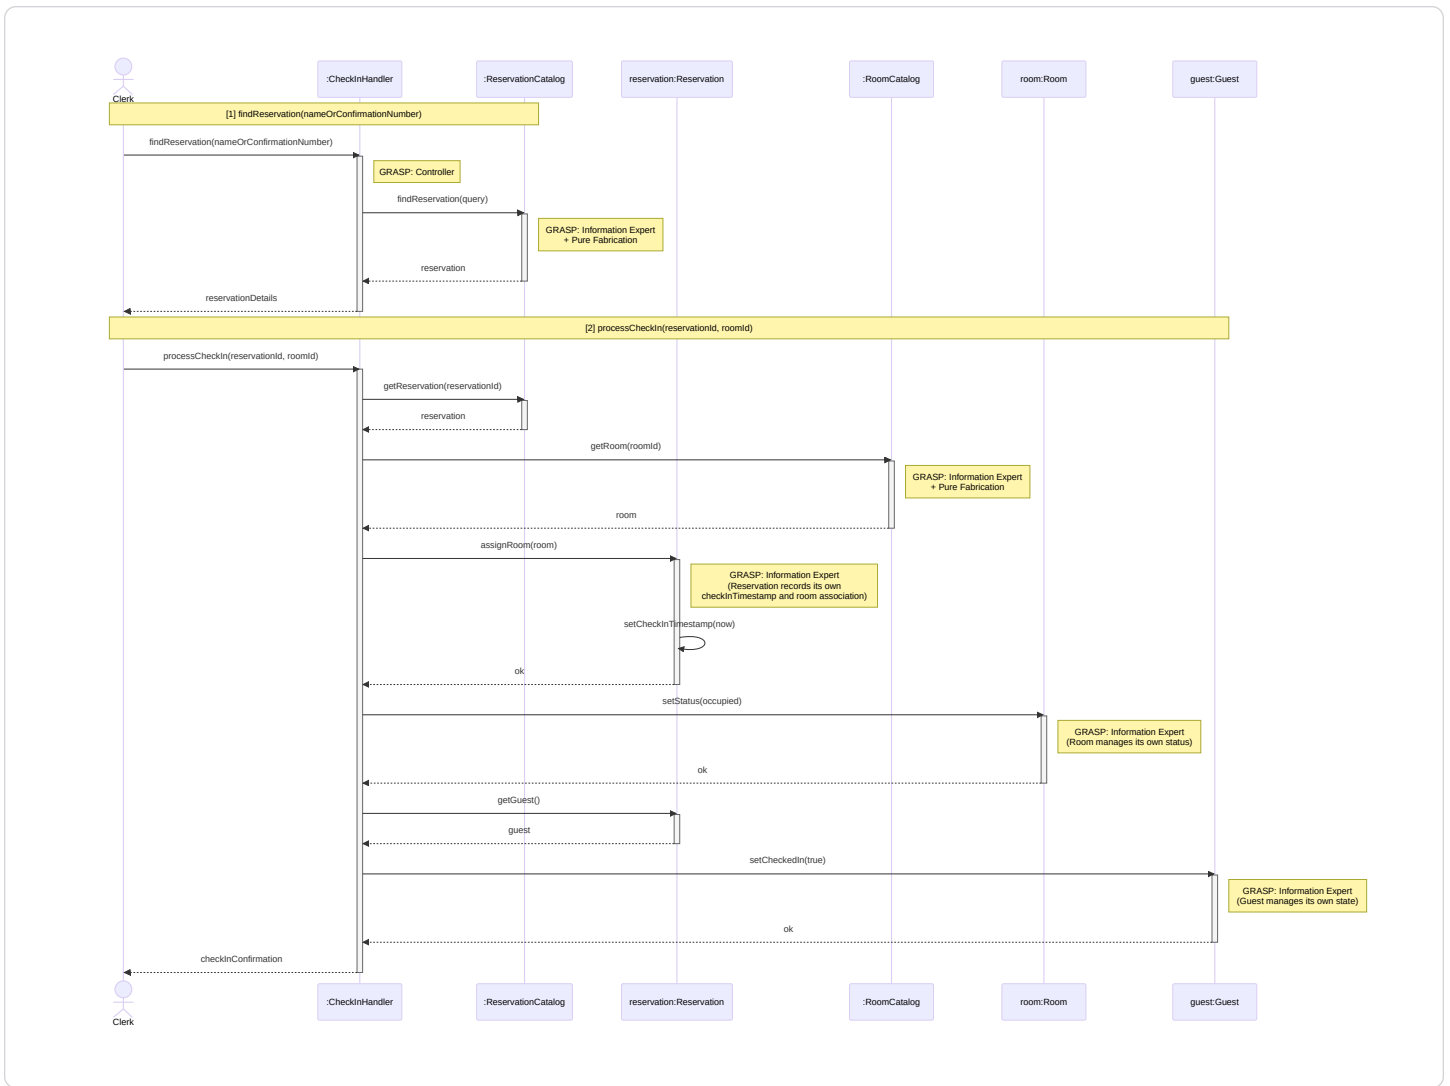 :CheckInHandler
:ReservationCatalog
reservation:Reservation
:RoomCatalog
room:Room
guest:Guest
Clerk
[1] findReservation(nameOrConfirmationNumber)
findReservation(nameOrConfirmationNumber)
GRASP: Controller
findReservation(query)
GRASP: Information Expert
+ Pure Fabrication
reservation
reservationDetails
[2] processCheckIn(reservationId, roomId)
processCheckIn(reservationId, roomId)
getReservation(reservationId)
reservation
getRoom(roomId)
GRASP: Information Expert
+ Pure Fabrication
room
assignRoom(room)
GRASP: Information Expert
(Reservation records its own
checkInTimestamp and room association)
setCheckInTimestamp(now)
ok
setStatus(occupied)
GRASP: Information Expert
(Room manages its own status)
ok
getGuest()
guest
setCheckedIn(true)
GRASP: Information Expert
(Guest manages its own state)
ok
checkInConfirmation
:CheckInHandler
:ReservationCatalog
reservation:Reservation
:RoomCatalog
room:Room
guest:Guest
Clerk